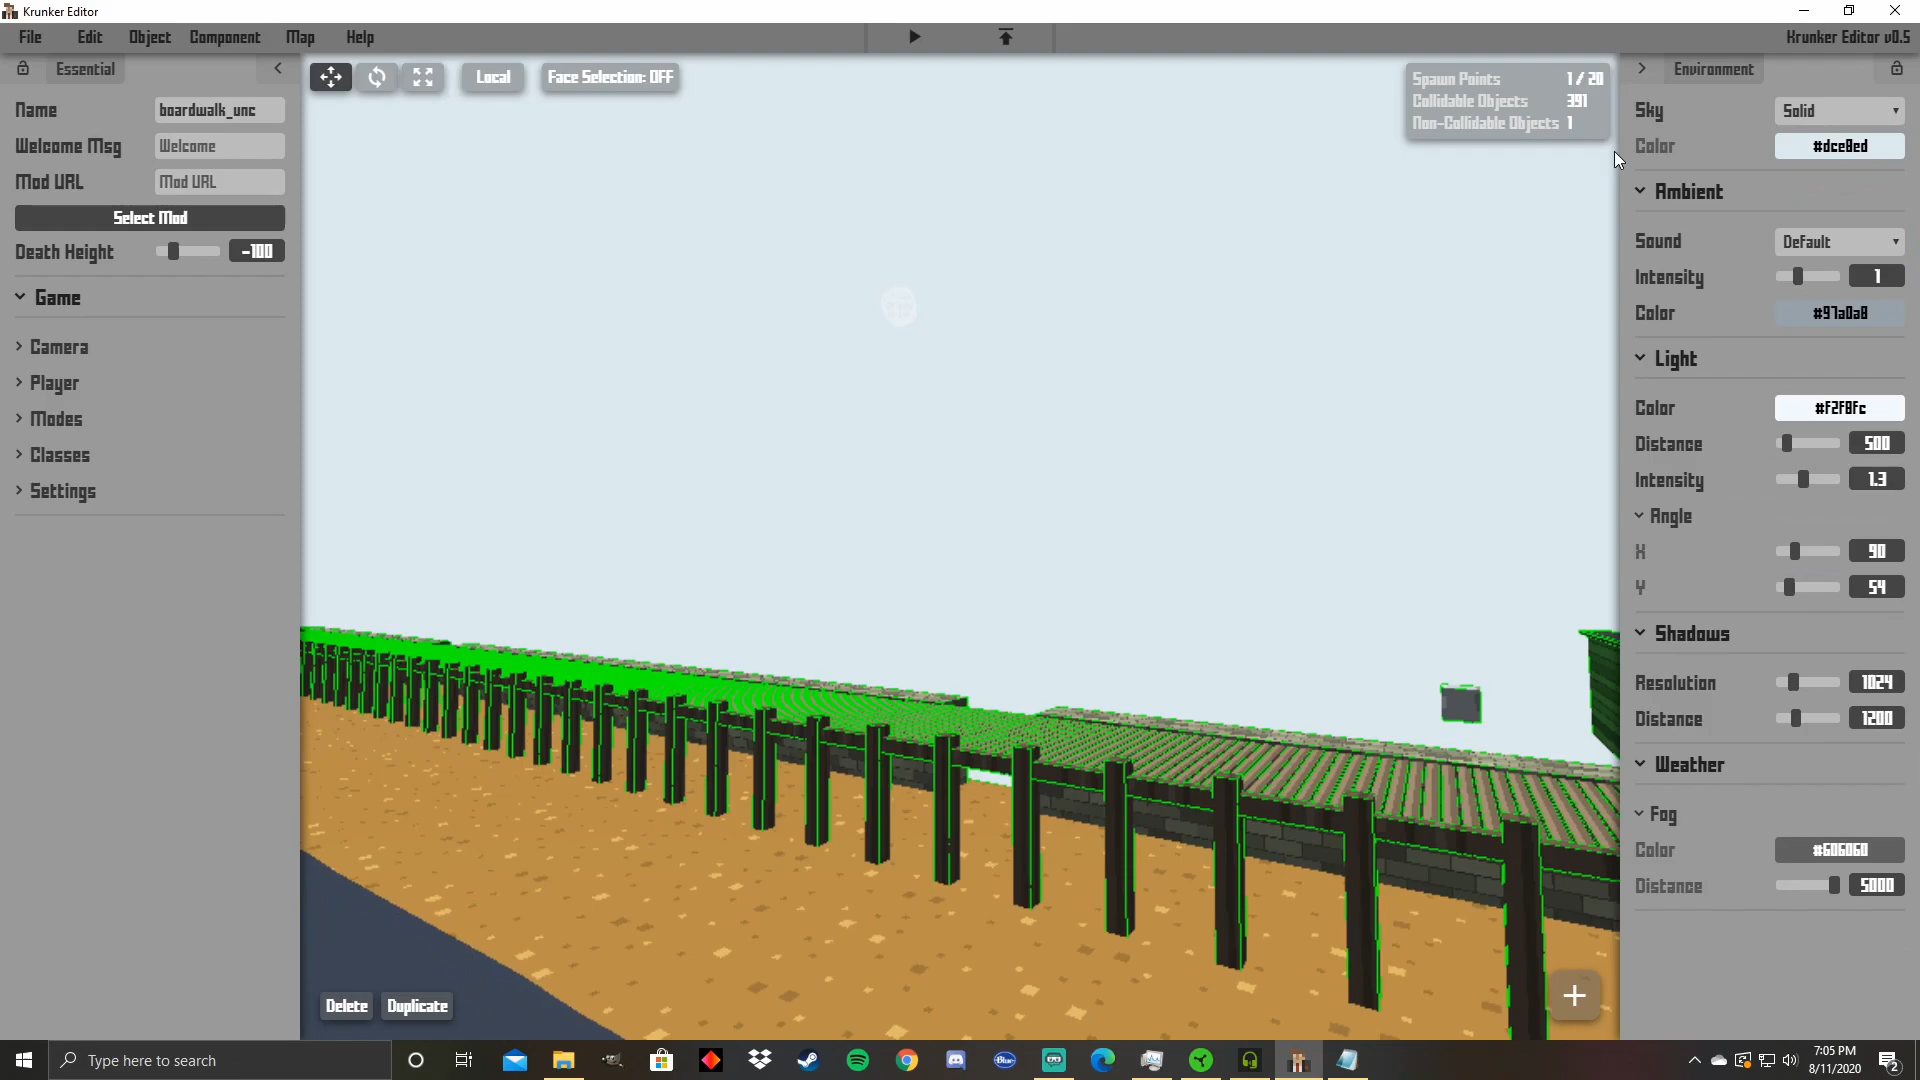 Krunker Editor
File Edit Object Component Map Help
Krunker Editor v0.5
Essential
Name boardwalk_unc
Welcome Msg Welcome
Mod URL Mod URL
Select Mod
Death Height -100
Game
Camera
Player
Modes
Classes
Settings
Local Face Selection: OFF
Spawn Points 1 / 20
Collidable Objects 391
Non-Collidable Objects 1
Delete Duplicate
+
Environment
Sky Solid
Color #dce8ed
Ambient
Sound Default
Intensity 1
Color #97a0a8
Light
Color #f2f8fc
Distance 500
Intensity 1.3
Angle
X 90
Y 54
Shadows
Resolution 1024
Distance 1200
Weather
Fog
Color #606060
Distance 5000
Type here to search
Blue
7:05 PM
8/11/2020
2